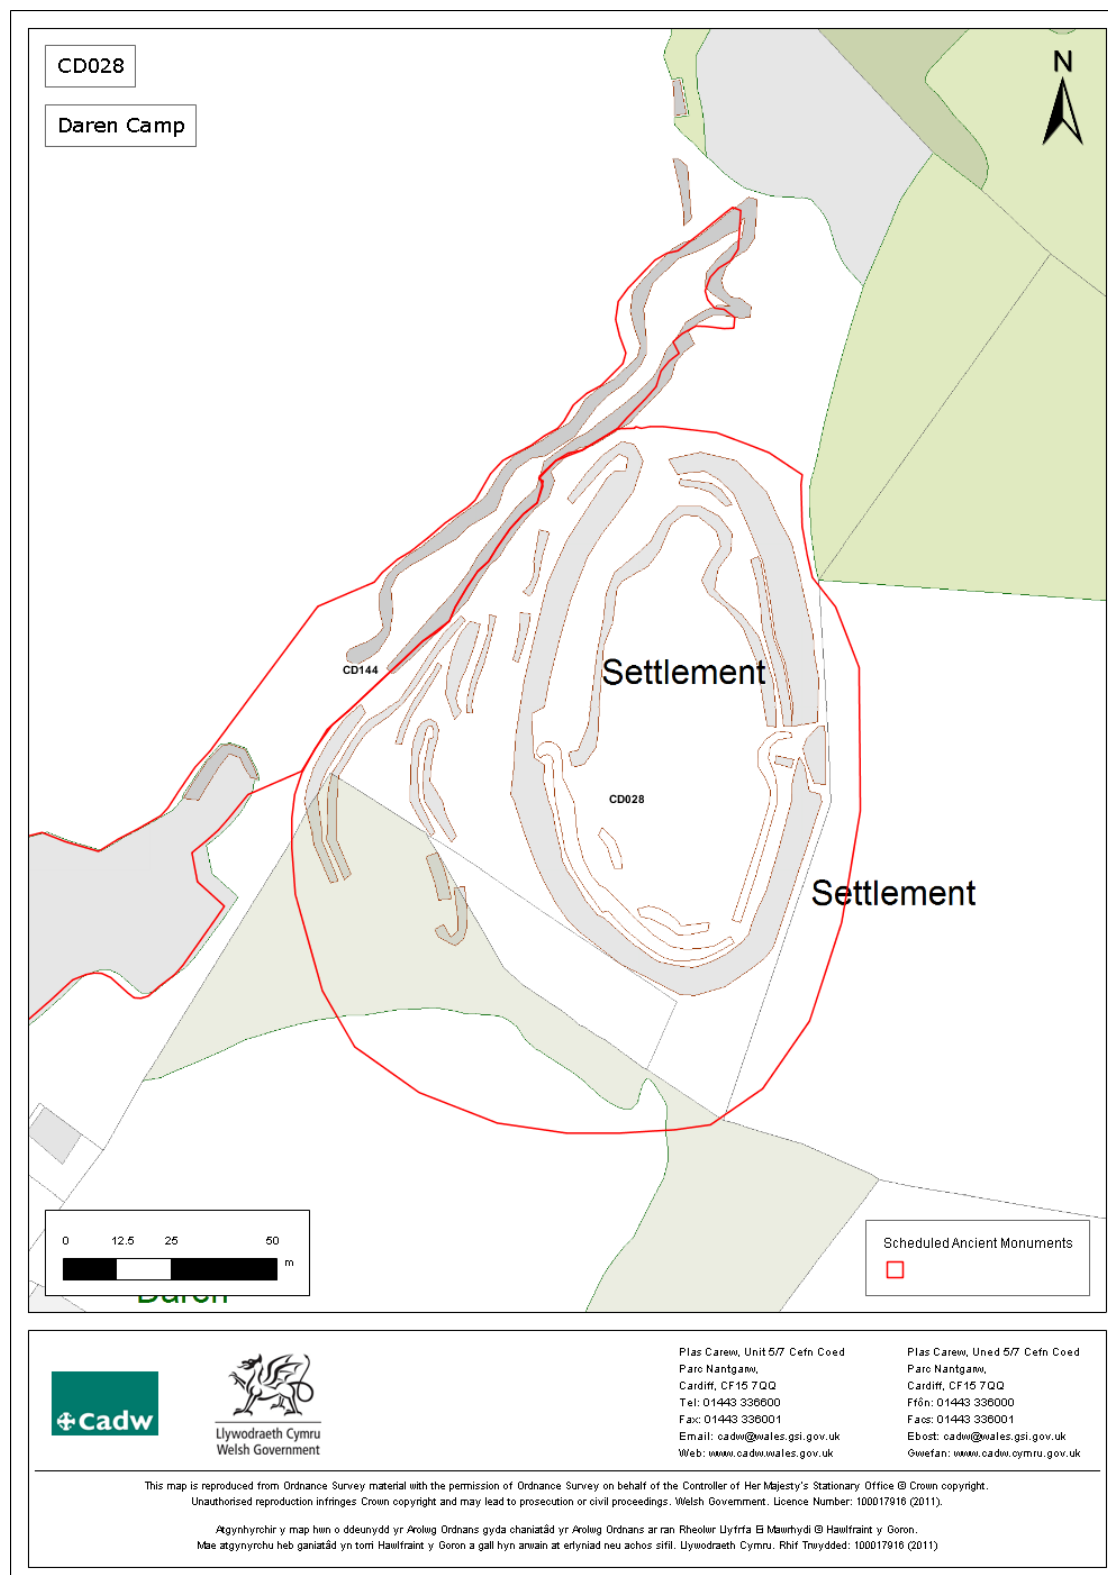 CD028
Daren Camp
N
CD144
Settlement
CD028
Settlement
0 12.5 25 50
m
Daren
Scheduled Ancient Monuments
Cadw
Llywodraeth Cymru
Welsh Government
Plas Carew, Unit 5/7 Cefn Coed
Parc Nantgarw,
Cardiff, CF15 7QQ
Tel: 01443 336000
Fax: 01443 336001
Email: cadw@wales.gsi.gov.uk
Web: www.cadw.wales.gov.uk
Plas Carew, Uned 5/7 Cefn Coed
Parc Nantgarw,
Cardiff, CF15 7QQ
Ffôn: 01443 336000
Facs: 01443 336001
Ebost: cadw@wales.gsi.gov.uk
Gwefan: www.cadw.cymru.gov.uk
This map is reproduced from Ordnance Survey material with the permission of Ordnance Survey on behalf of the Controller of Her Majesty's Stationary Office © Crown copyright.
Unauthorised reproduction infringes Crown copyright and may lead to prosecution or civil proceedings. Welsh Government. Licence Number: 100017916 (2011).
Atgynhyrchir y map hwn o ddeunydd yr Arolwg Ordnans gyda chaniatâd yr Arolwg Ordnans ar ran Rheolwr Llyfrfa Ei Mawrhydi © Hawlfraint y Goron.
Mae atgynyrchu heb ganiatâd yn torri Hawlfraint y Goron a gall hyn arwain at erlyniad neu achos sifil. Llywodraeth Cymru. Rhif Trwydded: 100017916 (2011)